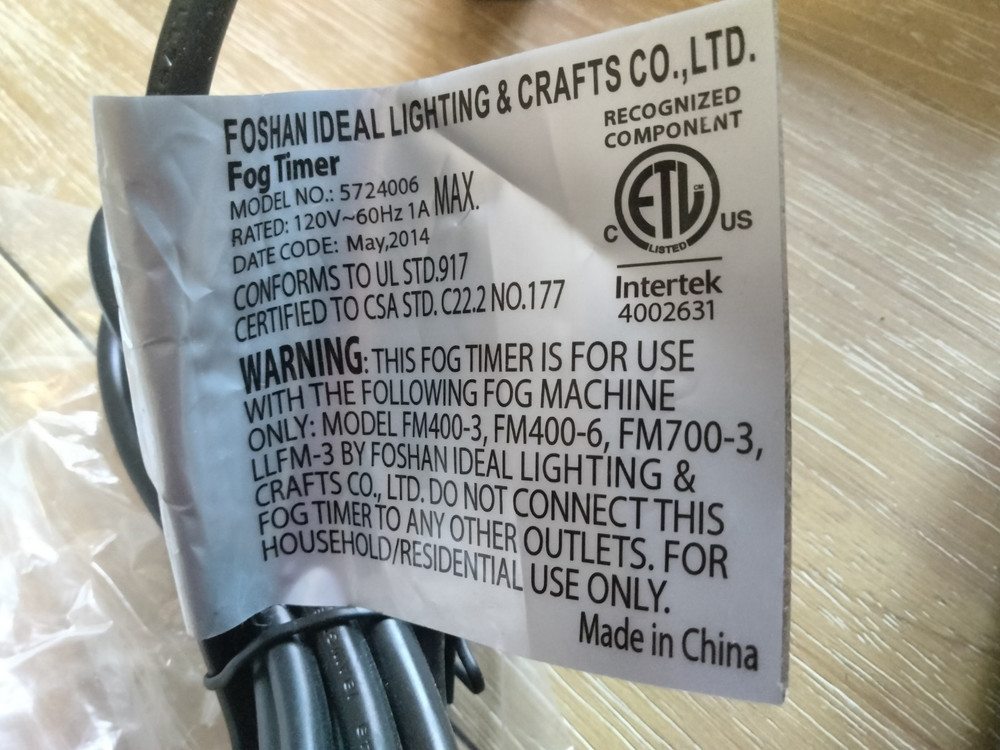 FOSHAN IDEAL LIGHTING & CRAFTS CO.,LTD.
Fog Timer
MODEL NO.: 5724006
RATED: 120V~60Hz 1A MAX.
DATE CODE: May,2014
CONFORMS TO UL STD.917
CERTIFIED TO CSA STD. C22.2 NO.177
RECOGNIZED
COMPONENT
ETL CM
C US
LISTED
Intertek
4002631
WARNING: THIS FOG TIMER IS FOR USE
WITH THE FOLLOWING FOG MACHINE
ONLY: MODEL FM400-3, FM400-6, FM700-3,
LLFM-3 BY FOSHAN IDEAL LIGHTING &
CRAFTS CO., LTD. DO NOT CONNECT THIS
FOG TIMER TO ANY OTHER OUTLETS. FOR
HOUSEHOLD/RESIDENTIAL USE ONLY.
Made in China